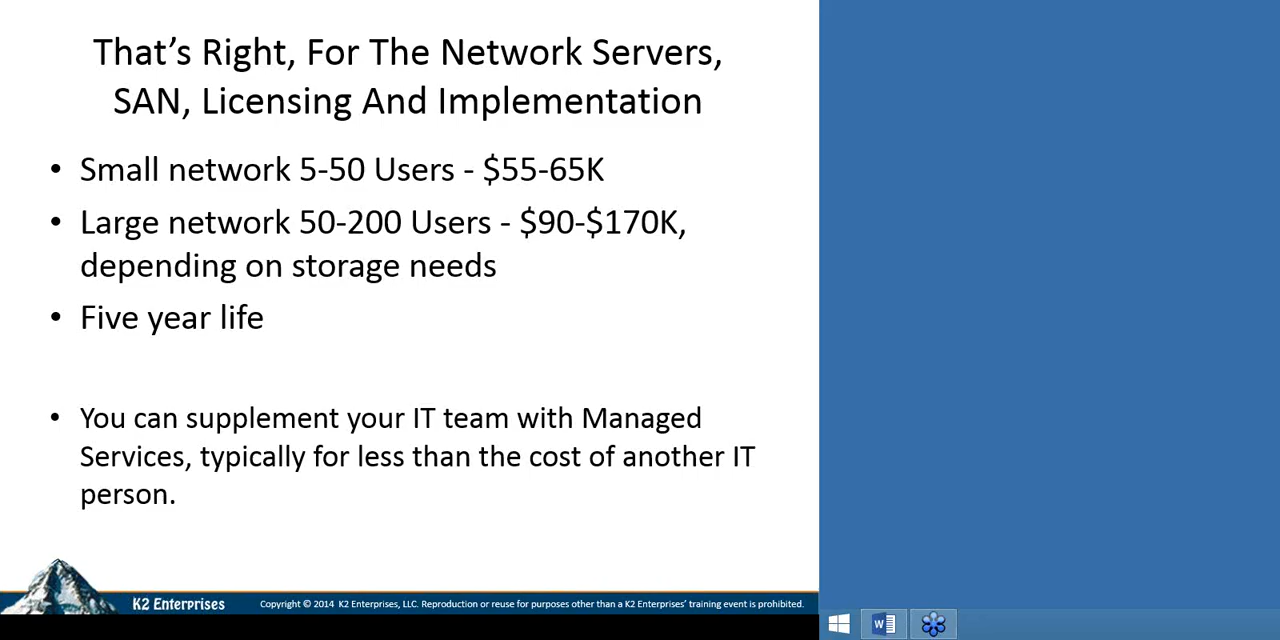 That's Right, For The Network Servers,
SAN, Licensing And Implementation
• Small network 5-50 Users - $55-65K
• Large network 50-200 Users - $90-$170K,
depending on storage needs
• Five year life
• You can supplement your IT team with Managed
Services, typically for less than the cost of another IT
person.
K2 Enterprises
Copyright © 2014 K2 Enterprises, LLC. Reproduction or reuse for purposes other than a K2 Enterprises' training event is prohibited.